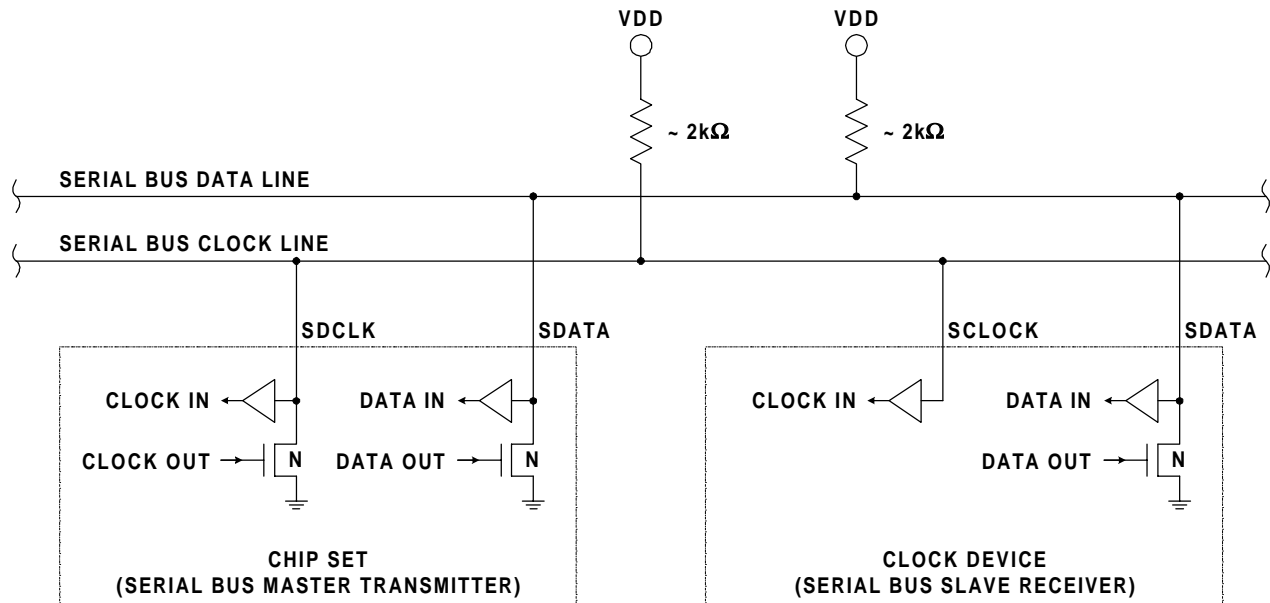 VDD
VDD
~ 2kΩ
~ 2kΩ
SERIAL BUS DATA LINE
SERIAL BUS CLOCK LINE
SDCLK
SDATA
SCLOCK
SDATA
CLOCK IN
DATA IN
CLOCK IN
DATA IN
CLOCK OUT
N
DATA OUT
N
DATA OUT
N
CHIP SET
(SERIAL BUS MASTER TRANSMITTER)
CLOCK DEVICE
(SERIAL BUS SLAVE RECEIVER)